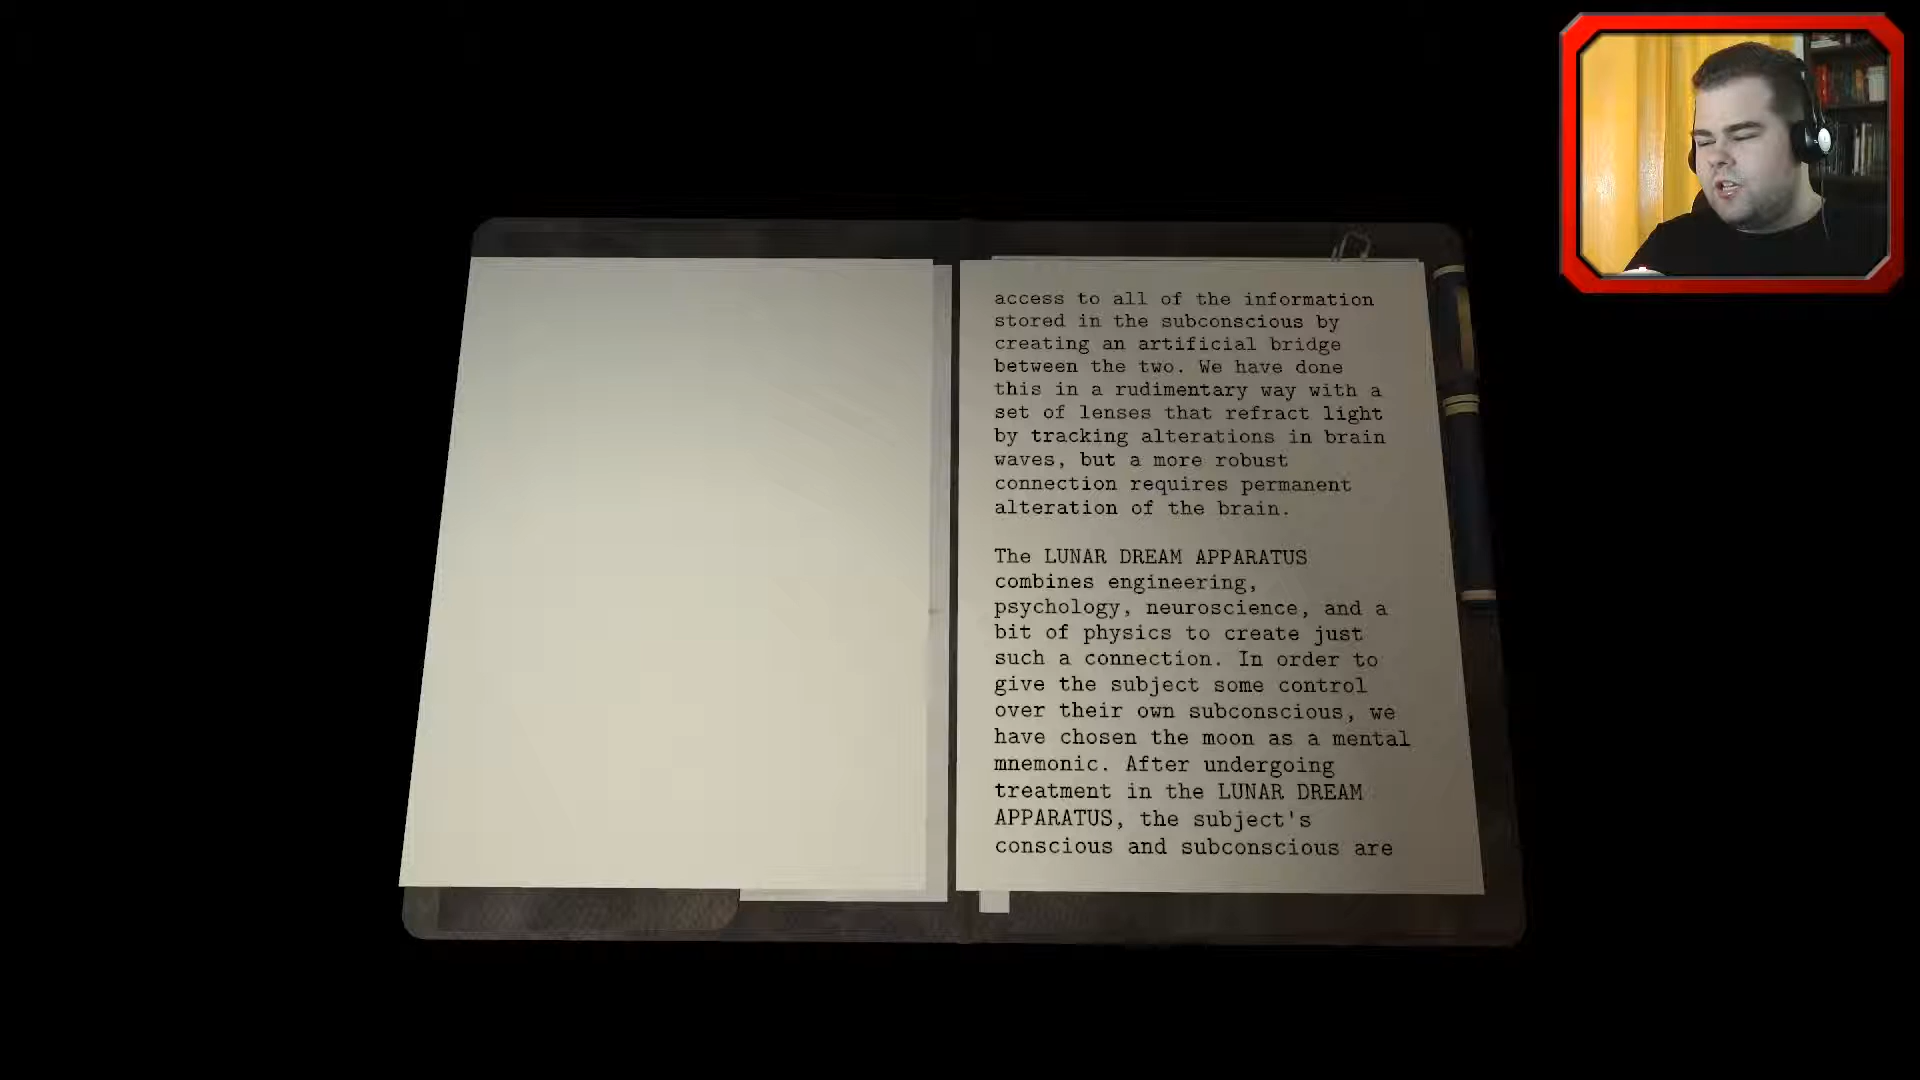 access to all of the information
stored in the subconscious by
creating an artificial bridge
between the two. We have done
this in a rudimentary way with a
set of lenses that refract light
by tracking alterations in brain
waves, but a more robust
connection requires permanent
alteration of the brain.
The LUNAR DREAM APPARATUS
combines engineering,
psychology, neuroscience, and a
bit of physics to create just
such a connection. In order to
give the subject some control
over their own subconscious, we
have chosen the moon as a mental
mnemonic. After undergoing
treatment in the LUNAR DREAM
APPARATUS, the subject's
conscious and subconscious are